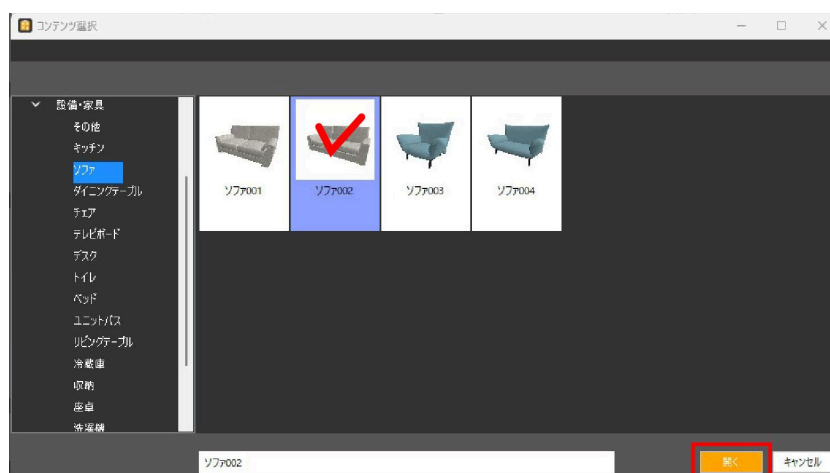 コンテンツ選択
設備・家具
その他
キッチン
ソファ
ダイニングテーブル
チェア
テレビボード
デスク
トイレ
ベッド
ユニットバス
リビングテーブル
冷蔵庫
収納
座卓
洗濯機
ソファ001
ソファ002
ソファ003
ソファ004
ソファ002
開く
キャンセル